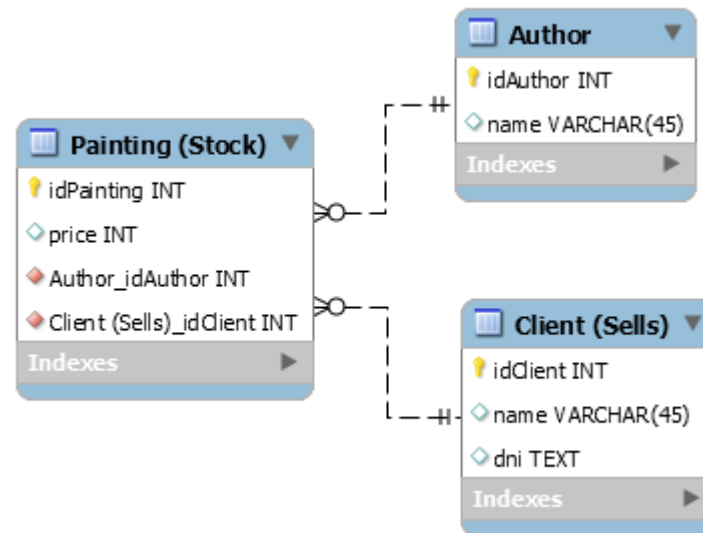 Author
idAuthor INT
name VARCHAR(45)
Indexes
Painting (Stock)
idPainting INT
price INT
Author_idAuthor INT
Client (Sells)_idClient INT
Indexes
Client (Sells)
idClient INT
name VARCHAR(45)
dni TEXT
Indexes